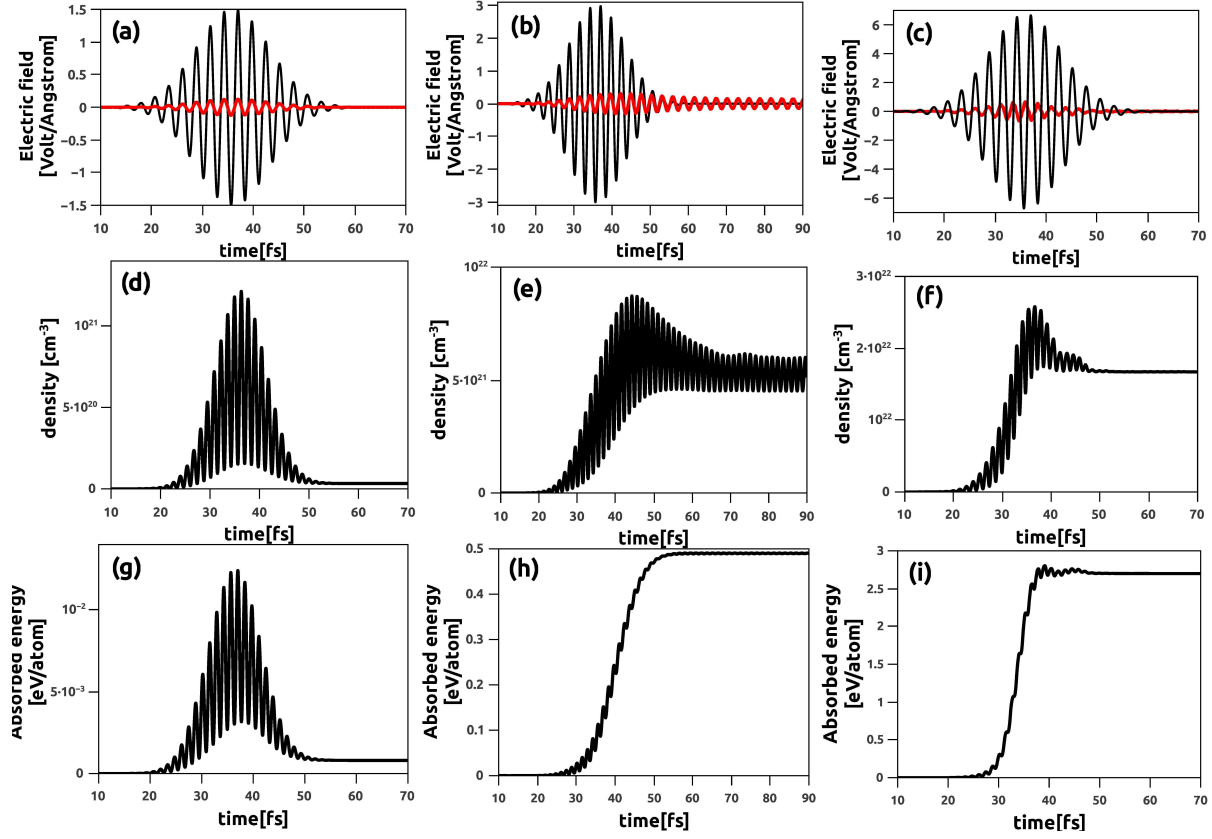 (a)
Electric field
[Volt/Angstrom]
1.5
1
0.5
0
−0.5
−1
−1.5
10 20 30 40 50 60 70
time[fs]
(b)
Electric field
[Volt/Angstrom]
3
2
1
0
−1
−2
−3
10 20 30 40 50 60 70 80 90
time[fs]
(c)
Electric field
[Volt/Angstrom]
6
4
2
0
−2
−4
−6
10 20 30 40 50 60 70
time[fs]
(d)
density [cm⁻³]
10²¹
5·10²⁰
0
10 20 30 40 50 60 70
time[fs]
(e)
density [cm⁻³]
10²²
5·10²¹
0
10 20 30 40 50 60 70 80 90
time[fs]
(f)
density [cm⁻³]
3·10²²
2·10²²
10²²
0
10 20 30 40 50 60 70
time[fs]
(g)
Absorbed energy
[eV/atom]
10⁻²
5·10⁻³
0
10 20 30 40 50 60 70
time[fs]
(h)
Absorbed energy
[eV/atom]
0.5
0.4
0.3
0.2
0.1
0
10 20 30 40 50 60 70 80 90
time[fs]
(i)
Absorbed energy
[eV/atom]
3
2.5
2
1.5
1
0.5
0
10 20 30 40 50 60 70
time[fs]